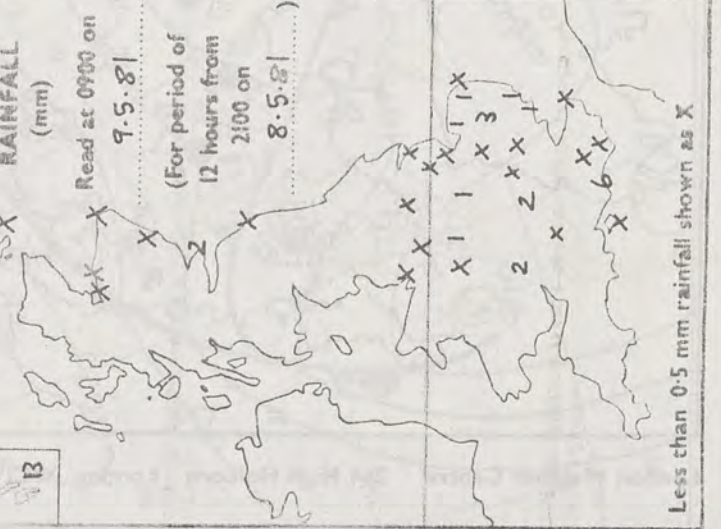 13
X
RAINFALL
(mm)
Read at 0900 on
9.5.81
(For period of
12 hours from
2100 on
8.5.81 )
X X X
X
2
X
X X X
X X
X 1 1 X 1 1 X
X 3
2 2 X X 1 1
X X
X X
6
X
Less than 0·5 mm rainfall shown as X